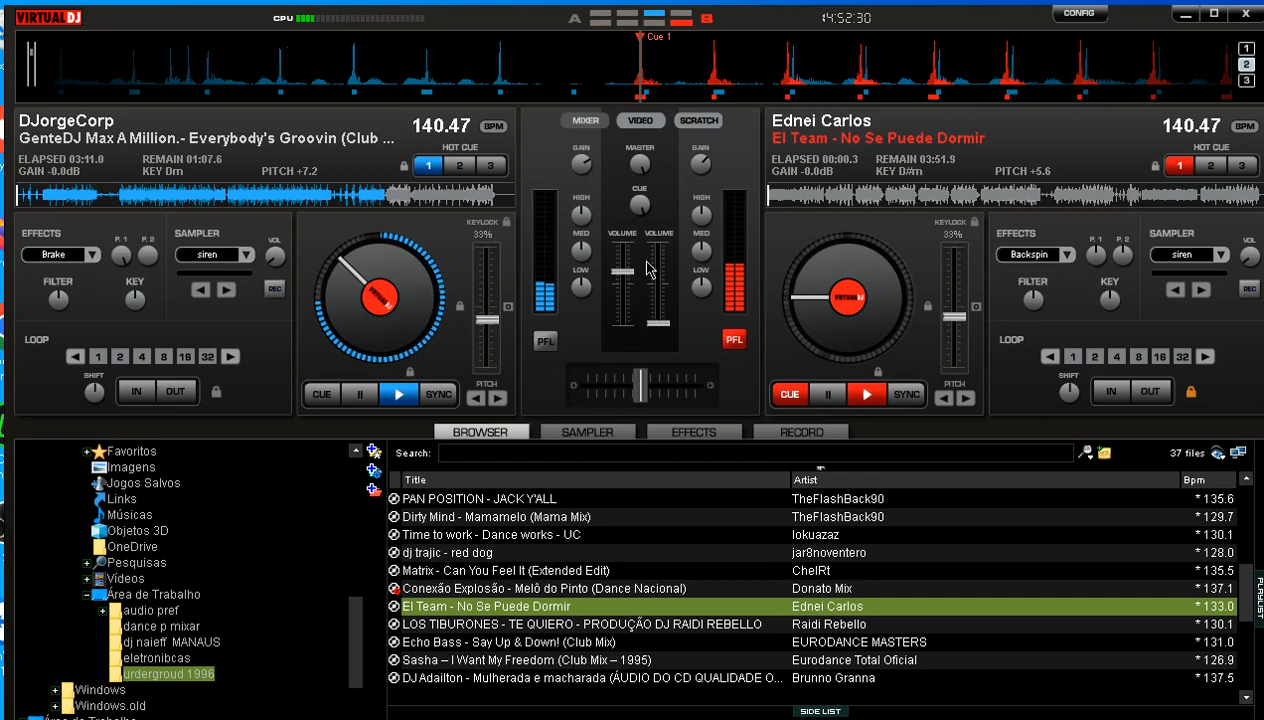 VIRTUAL DJ
CPU
A
B
14:52:30
CONFIG
Cue 1
1
2
3
DJorgeCorp
GenteDJ Max A Million.- Everybody's Groovin (Club ...
140.47 BPM
ELAPSED 03:11.0 REMAIN 01:07.6
GAIN -0.0dB KEY Dm PITCH +7.2
HOT CUE
1 2 3
MIXER VIDEO SCRATCH
GAIN MASTER GAIN
CUE
HIGH HIGH
VOLUME VOLUME
MED MED
LOW LOW
PFL PFL
Ednei Carlos
El Team - No Se Puede Dormir
140.47 BPM
ELAPSED 00:00.3 REMAIN 03:51.9
GAIN -0.0dB KEY D#m PITCH +5.6
HOT CUE
1 2 3
EFFECTS
Brake
P. 1 P. 2
SAMPLER
siren
VOL
REC
FILTER KEY
LOOP
1 2 4 8 16 32
SHIFT
IN OUT
KEYLOCK
33%
VIRTUAL DJ
CUE SYNC
PITCH
KEYLOCK
33%
VIRTUAL DJ
CUE SYNC
PITCH
EFFECTS
Backspin
P. 1 P. 2
SAMPLER
siren
VOL
REC
FILTER KEY
LOOP
1 2 4 8 16 32
SHIFT
IN OUT
BROWSER SAMPLER EFFECTS RECORD
Favoritos
Imagens
Jogos Salvos
Links
Músicas
Objetos 3D
OneDrive
Pesquisas
Vídeos
Área de Trabalho
audio pref
dance p mixar
dj naieff MANAUS
eletronibcas
urdergroud 1996
Windows
Windows.old
Área de Trabalho
Search:
37 files
Title Artist Bpm
PAN POSITION - JACK Y'ALL TheFlashBack90 * 135.6
Dirty Mind - Mamamelo (Mama Mix) TheFlashBack90 * 129.7
Time to work - Dance works - UC lokuazaz * 130.1
dj trajic - red dog jar8noventero * 128.0
Matrix - Can You Feel It (Extended Edit) ChelRt * 135.5
Conexão Explosão - Melô do Pinto (Dance Nacional) Donato Mix * 137.1
El Team - No Se Puede Dormir Ednei Carlos * 133.0
LOS TIBURONES - TE QUIERO - PRODUÇÃO DJ RAIDI REBELLO Raidi Rebello * 130.1
Echo Bass - Say Up & Down! (Club Mix) EURODANCE MASTERS * 131.0
Sasha – I Want My Freedom (Club Mix – 1995) Eurodance Total Oficial * 126.9
DJ Adailton - Mulherada e macharada (ÁUDIO DO CD QUALIDADE O... Brunno Granna * 137.5
SIDE LIST
PLAYLIST